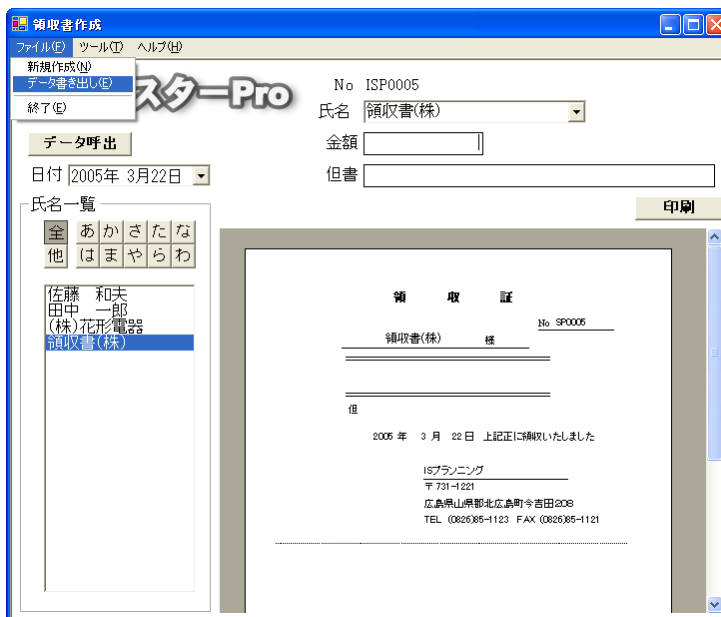 領収書作成
ファイル(F) ツール(T) ヘルプ(H)
新規作成(N)
データ書き出し(E)
終了(E)
スターPro
No ISP0005
氏名 領収書(株)
金額
データ呼出
但書
日付 2005年 3月22日
印刷
氏名一覧
全 あ か さ た な
他 は ま や ら わ
佐藤 和夫
田中 一郎
(株)花形電器
領収書(株)
領 収 証
No SP0005
領収書(株) 様
但
2005 年 3 月 22 日 上記正に領収いたしました
ISプランニング
〒731-1221
広島県山県郡北広島町今吉田208
TEL (0826)85-1123 FAX (0826)85-1121